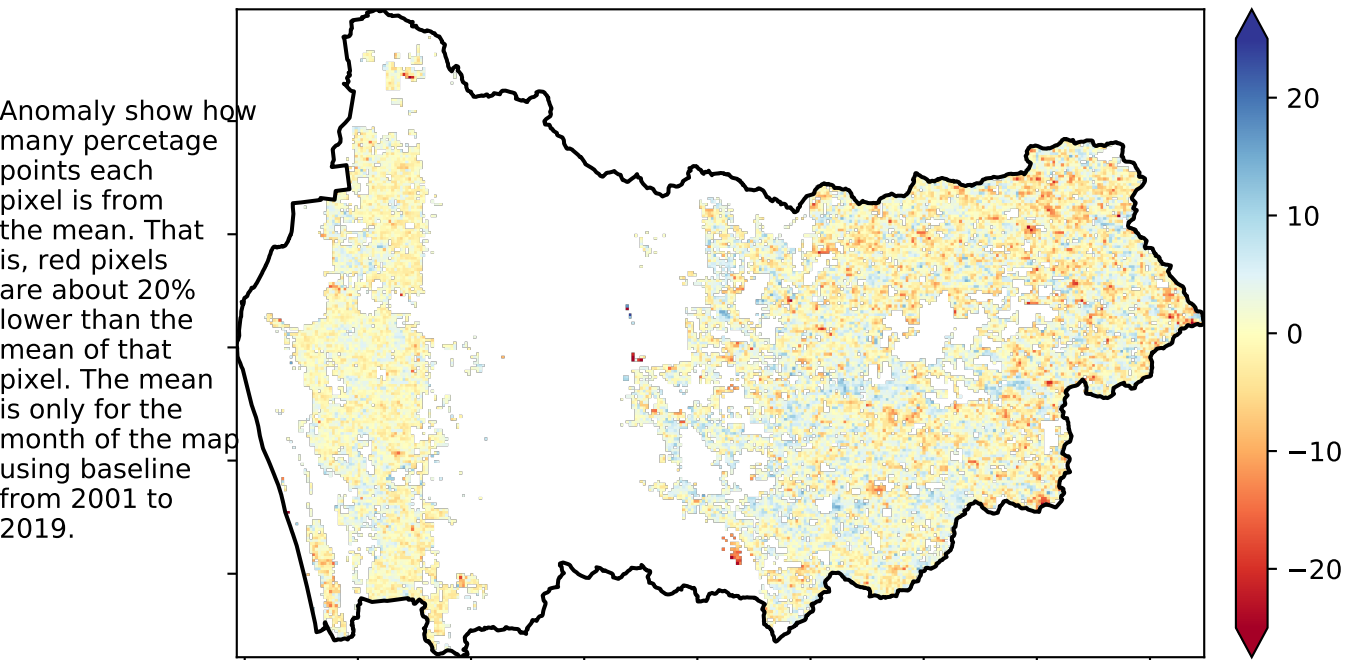 Anomaly show how
many percetage
points each
pixel is from
the mean. That
is, red pixels
are about 20%
lower than the
mean of that
pixel. The mean
is only for the
month of the map
using baseline
from 2001 to
2019.
20
10
0
−10
−20